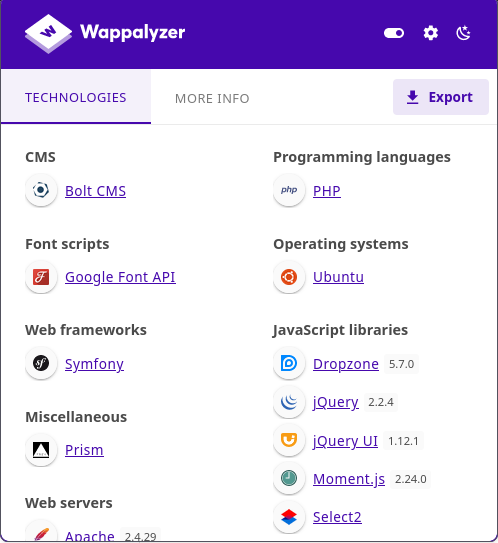 Wappalyzer
TECHNOLOGIES
MORE INFO
Export
CMS
Bolt CMS
Font scripts
Google Font API
Web frameworks
Symfony
Miscellaneous
Prism
Web servers
Apache 2.4.29
Programming languages
php PHP
Operating systems
Ubuntu
JavaScript libraries
Dropzone 5.7.0
jQuery 2.2.4
jQuery UI 1.12.1
Moment.js 2.24.0
Select2